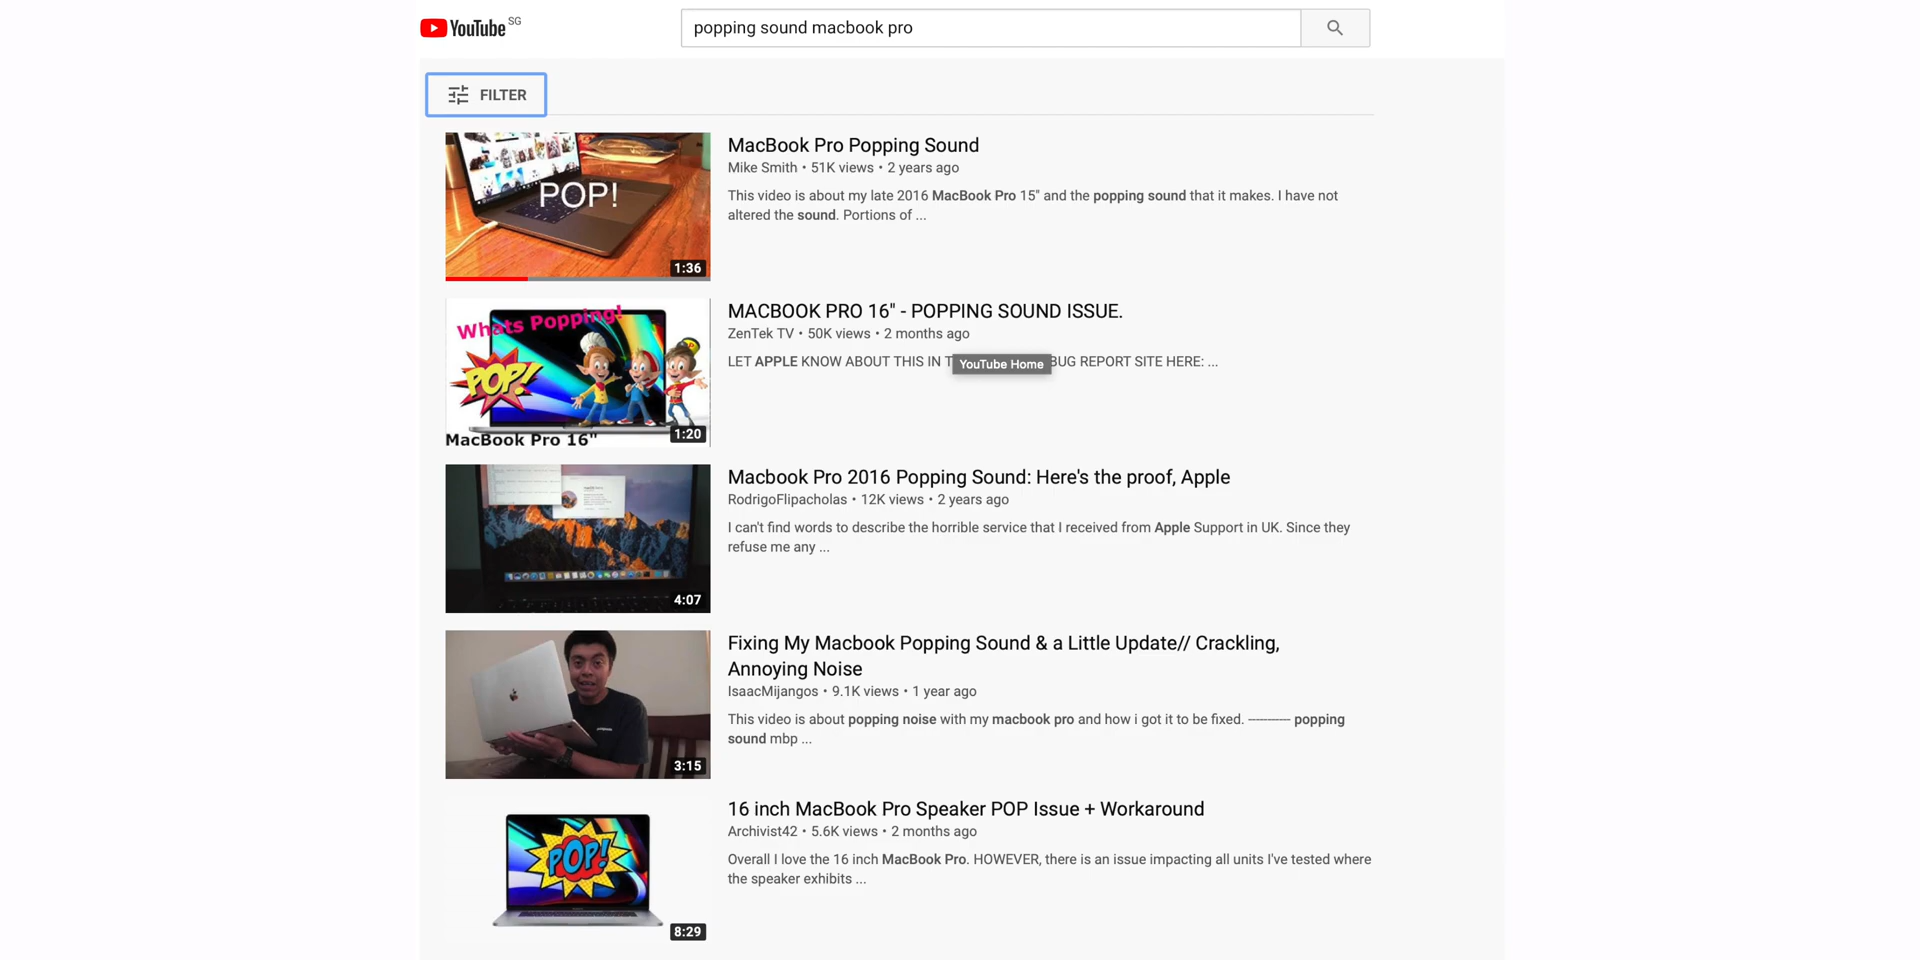 YouTube SG
popping sound macbook pro
FILTER
POP!
1:36
MacBook Pro Popping Sound
Mike Smith • 51K views • 2 years ago
This video is about my late 2016 MacBook Pro 15" and the popping sound that it makes. I have not
altered the sound. Portions of ...
Whats Popping!
POP!
MacBook Pro 16"
1:20
MACBOOK PRO 16" - POPPING SOUND ISSUE.
ZenTek TV • 50K views • 2 months ago
LET APPLE KNOW ABOUT THIS IN T
YouTube Home
BUG REPORT SITE HERE: ...
4:07
Macbook Pro 2016 Popping Sound: Here's the proof, Apple
RodrigoFlipacholas • 12K views • 2 years ago
I can't find words to describe the horrible service that I received from Apple Support in UK. Since they
refuse me any ...
3:15
Fixing My Macbook Popping Sound & a Little Update// Crackling,
Annoying Noise
IsaacMijangos • 9.1K views • 1 year ago
This video is about popping noise with my macbook pro and how i got it to be fixed. ---------- popping
sound mbp ...
POP!
8:29
16 inch MacBook Pro Speaker POP Issue + Workaround
Archivist42 • 5.6K views • 2 months ago
Overall I love the 16 inch MacBook Pro. HOWEVER, there is an issue impacting all units I've tested where
the speaker exhibits ...